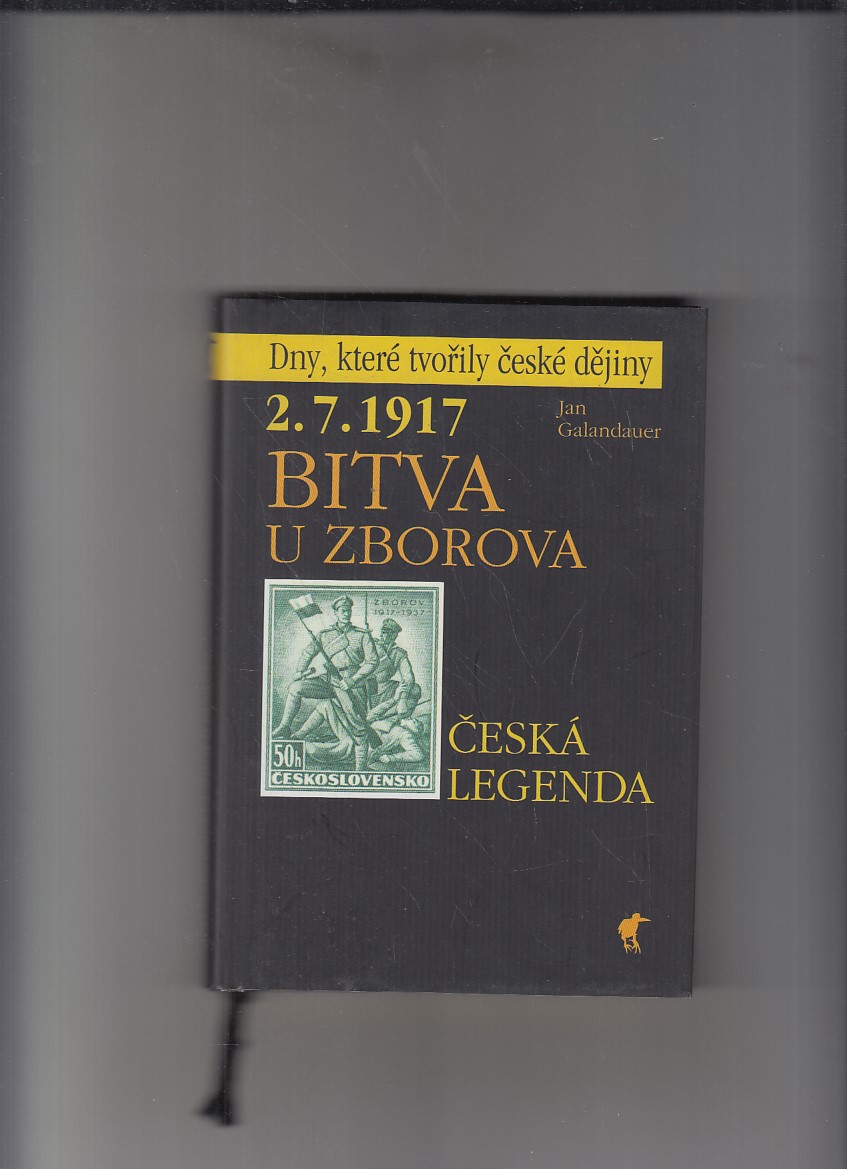 Dny, které tvořily české dějiny
2.7.1917
Jan
Galandauer
BITVA
U ZBOROVA
ZBOROV
1917-1937
50h
ČESKOSLOVENSKO
ČESKÁ
LEGENDA